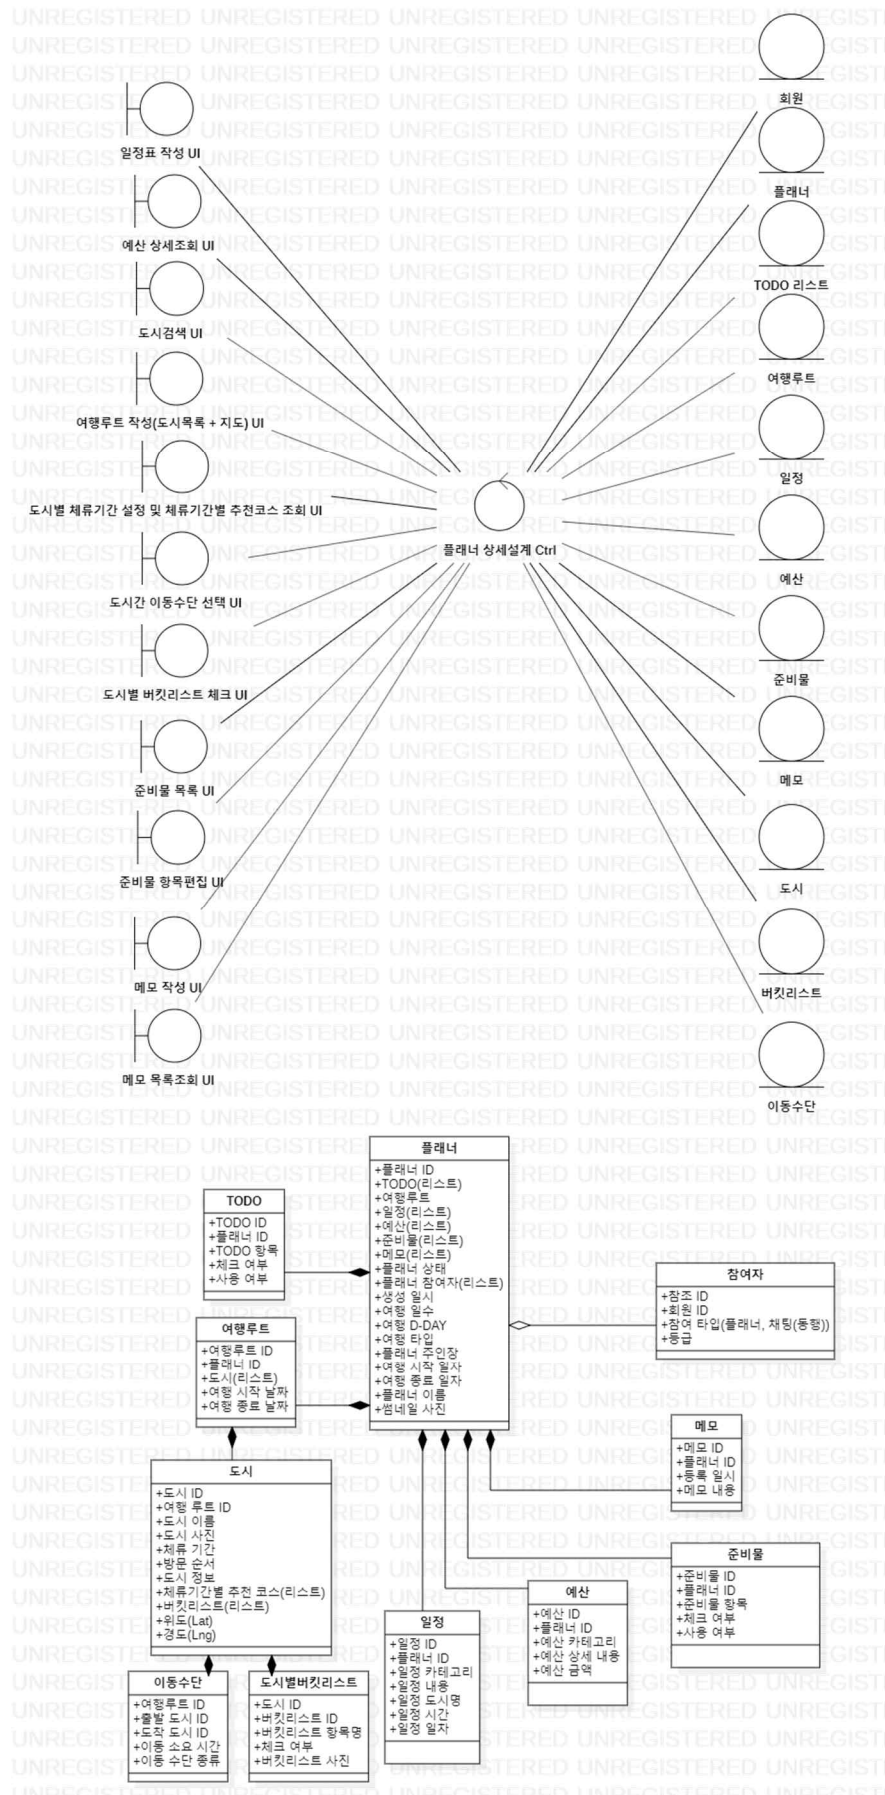 일정표 작성 UI
예산 상세조회 UI
도시검색 UI
여행루트 작성(도시목록 + 지도) UI
도시별 체류기간 설정 및 체류기간별 추천코스 조회 UI
도시간 이동수단 선택 UI
도시별 버킷리스트 체크 UI
준비물 목록 UI
준비물 항목편집 UI
메모 작성 UI
메모 목록조회 UI
플래너 상세설계 Ctrl
회원
플래너
TODO 리스트
여행루트
일정
예산
준비물
메모
도시
버킷리스트
이동수단
플래너
+플래너 ID
+TODO(리스트)
+여행루트
+일정(리스트)
+예산(리스트)
+준비물(리스트)
+메모(리스트)
+플래너 상태
+플래너 참여자(리스트)
+생성 일시
+여행 일수
+여행 D-DAY
+여행 타입
+플래너 주인장
+여행 시작 일자
+여행 종료 일자
+플래너 이름
+썸네일 사진
TODO
+TODO ID
+플래너 ID
+TODO 항목
+체크 여부
+사용 여부
여행루트
+여행루트 ID
+플래너 ID
+도시(리스트)
+여행 시작 날짜
+여행 종료 날짜
참여자
+참조 ID
+회원 ID
+참여 타입(플래너, 채팅(동행))
+등급
도시
+도시 ID
+여행 루트 ID
+도시 이름
+도시 사진
+체류 기간
+방문 순서
+도시 정보
+체류기간별 추천 코스(리스트)
+버킷리스트(리스트)
+위도(Lat)
+경도(Lng)
메모
+메모 ID
+플래너 ID
+등록 일시
+메모 내용
준비물
+준비물 ID
+플래너 ID
+준비물 항목
+체크 여부
+사용 여부
예산
+예산 ID
+플래너 ID
+예산 카테고리
+예산 상세 내용
+예산 금액
일정
+일정 ID
+플래너 ID
+일정 카테고리
+일정 내용
+일정 도시명
+일정 시간
+일정 일자
이동수단
+여행루트 ID
+출발 도시 ID
+도착 도시 ID
+이동 소요 시간
+이동 수단 종류
도시별버킷리스트
+도시 ID
+버킷리스트 ID
+버킷리스트 항목명
+체크 여부
+버킷리스트 사진
UNREGISTERED